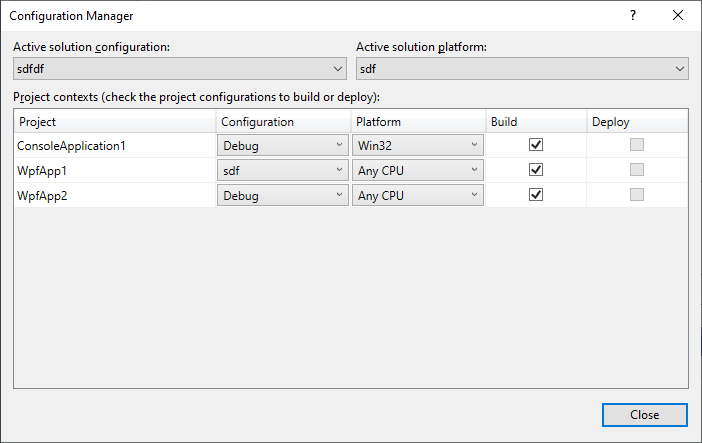 Configuration Manager
?
Active solution configuration: Active solution platform:
sdfdf sdf
Project contexts (check the project configurations to build or deploy):
Project Configuration Platform Build Deploy
ConsoleApplication1 Debug Win32
WpfApp1 sdf Any CPU
WpfApp2 Debug Any CPU
Close